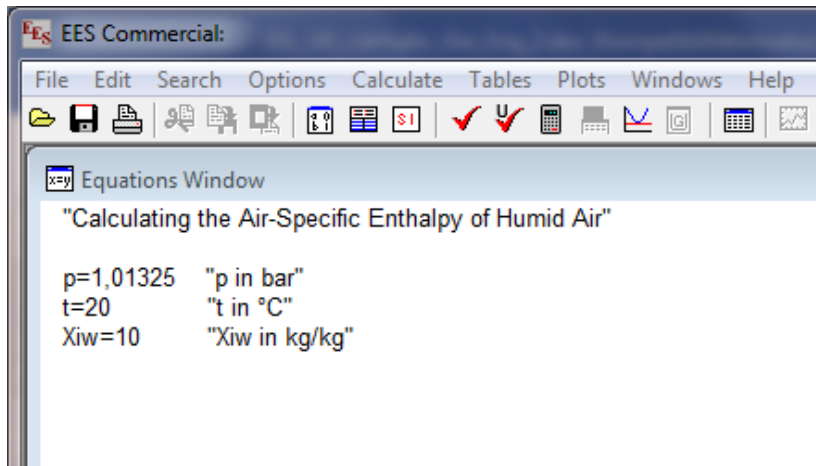 EES Commercial:
File Edit Search Options Calculate Tables Plots Windows Help
Equations Window
"Calculating the Air-Specific Enthalpy of Humid Air"
p=1,01325 "p in bar"
t=20 "t in °C"
Xiw=10 "Xiw in kg/kg"